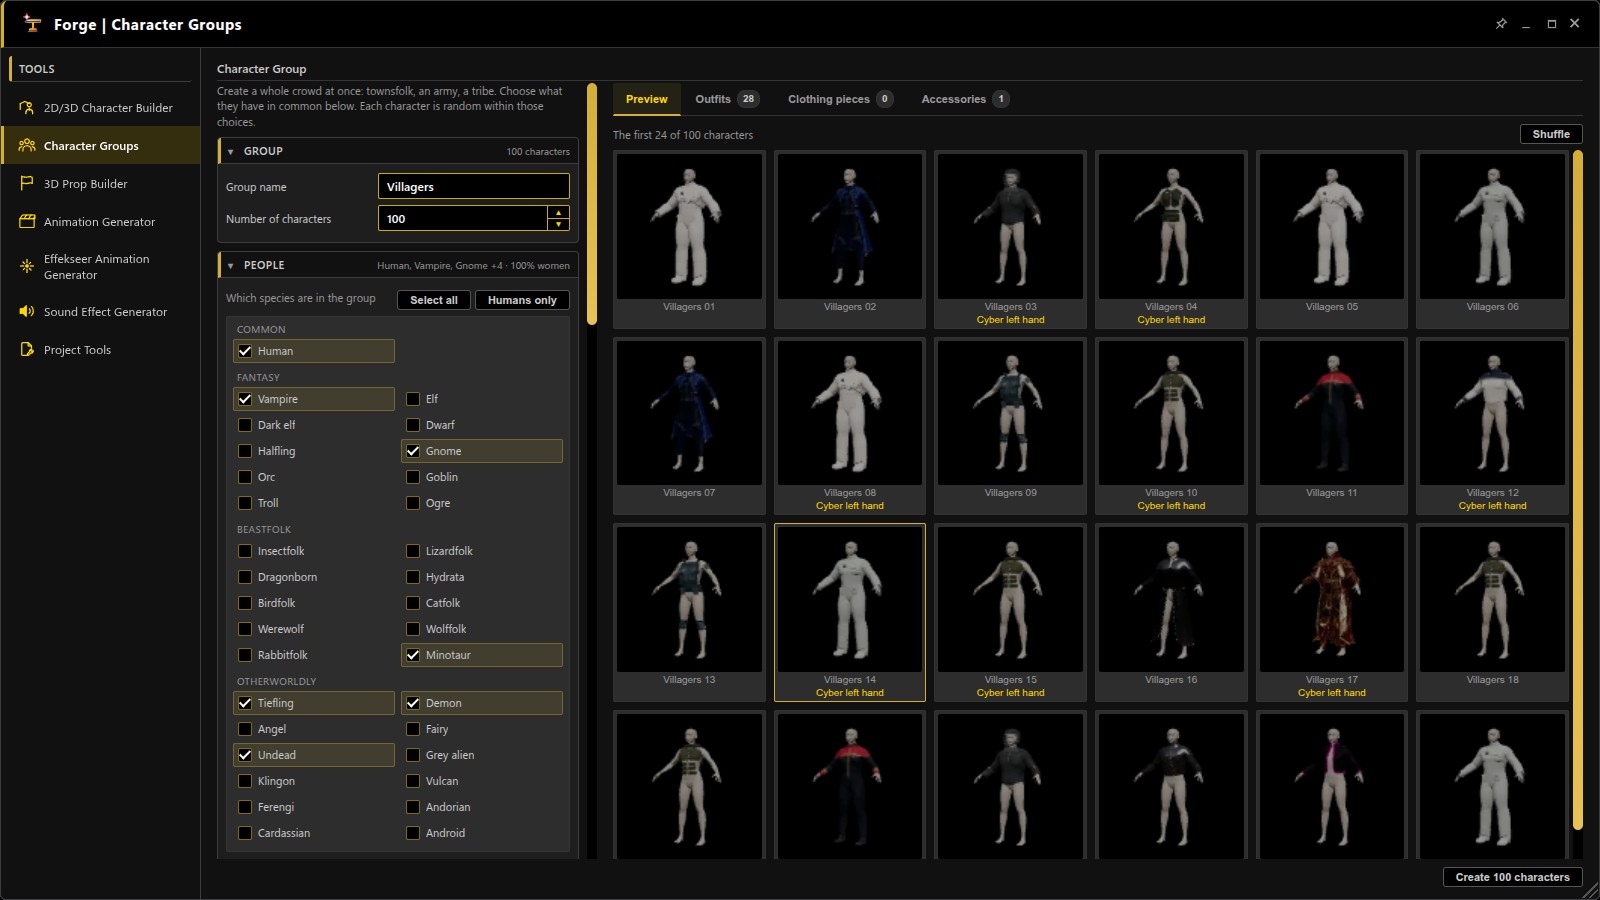 Forge | Character Groups
TOOLS
2D/3D Character Builder
Character Groups
3D Prop Builder
Animation Generator
Effekseer Animation
Generator
Sound Effect Generator
Project Tools
Character Group
Create a whole crowd at once: townsfolk, an army, a tribe. Choose what
they have in common below. Each character is random within those
choices.
GROUP 100 characters
Group name Villagers
Number of characters 100
PEOPLE Human, Vampire, Gnome +4 · 100% women
Which species are in the group Select all Humans only
COMMON
Human
FANTASY
Vampire Elf
Dark elf Dwarf
Halfling Gnome
Orc Goblin
Troll Ogre
BEASTFOLK
Insectfolk Lizardfolk
Dragonborn Hydrata
Birdfolk Catfolk
Werewolf Wolffolk
Rabbitfolk Minotaur
OTHERWORLDLY
Tiefling Demon
Angel Fairy
Undead Grey alien
Klingon Vulcan
Ferengi Andorian
Cardassian Android
Preview Outfits 28 Clothing pieces 0 Accessories 1
The first 24 of 100 characters Shuffle
Villagers 01 Villagers 02 Villagers 03 Villagers 04 Villagers 05 Villagers 06
Cyber left hand Cyber left hand
Villagers 07 Villagers 08 Villagers 09 Villagers 10 Villagers 11 Villagers 12
Cyber left hand Cyber left hand Cyber left hand
Villagers 13 Villagers 14 Villagers 15 Villagers 16 Villagers 17 Villagers 18
Cyber left hand Cyber left hand Cyber left hand
Create 100 characters